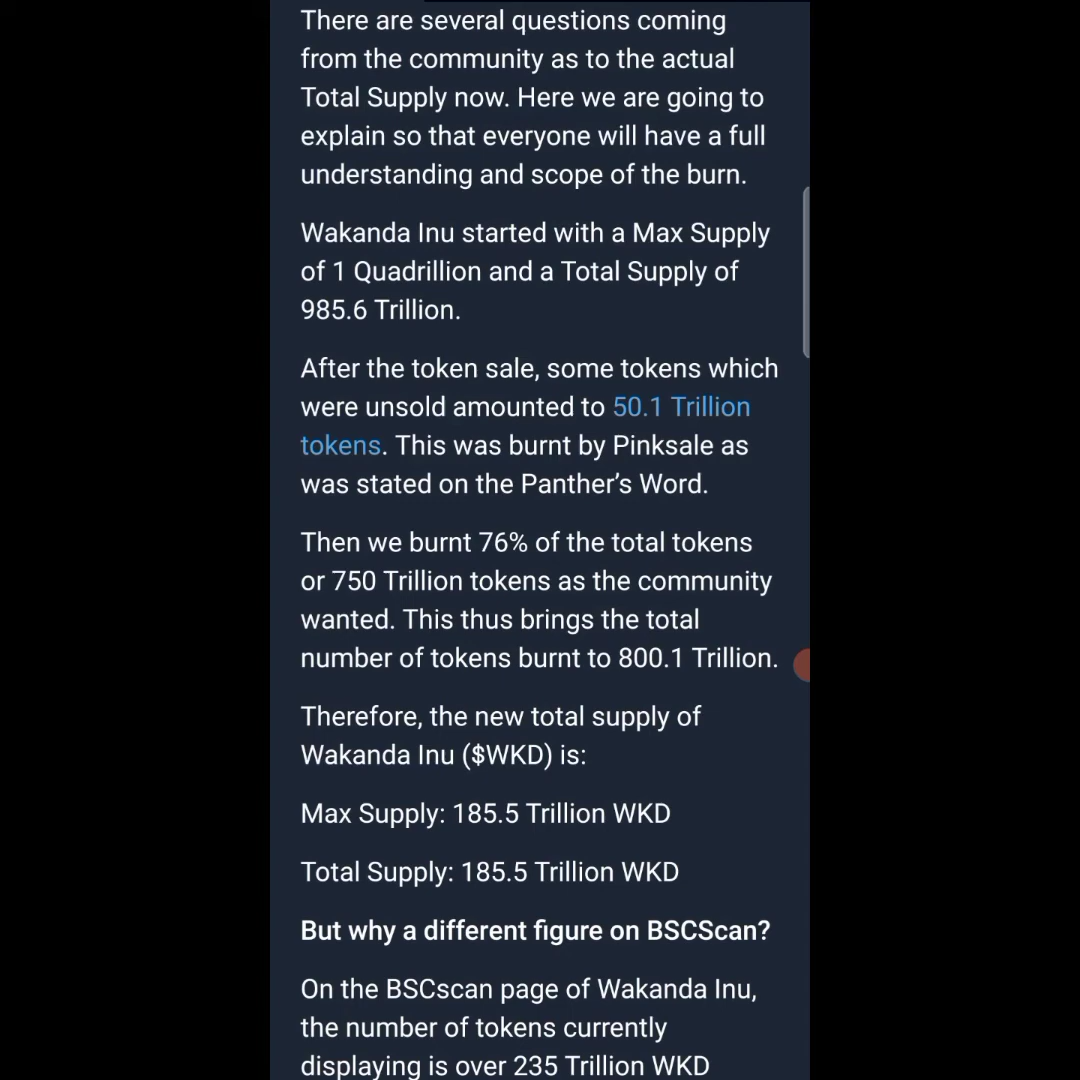 There are several questions coming
from the community as to the actual
Total Supply now. Here we are going to
explain so that everyone will have a full
understanding and scope of the burn.
Wakanda Inu started with a Max Supply
of 1 Quadrillion and a Total Supply of
985.6 Trillion.
After the token sale, some tokens which
were unsold amounted to 50.1 Trillion
tokens. This was burnt by Pinksale as
was stated on the Panther’s Word.
Then we burnt 76% of the total tokens
or 750 Trillion tokens as the community
wanted. This thus brings the total
number of tokens burnt to 800.1 Trillion.
Therefore, the new total supply of
Wakanda Inu ($WKD) is:
Max Supply: 185.5 Trillion WKD
Total Supply: 185.5 Trillion WKD
But why a different figure on BSCScan?
On the BSCscan page of Wakanda Inu,
the number of tokens currently
displaying is over 235 Trillion WKD